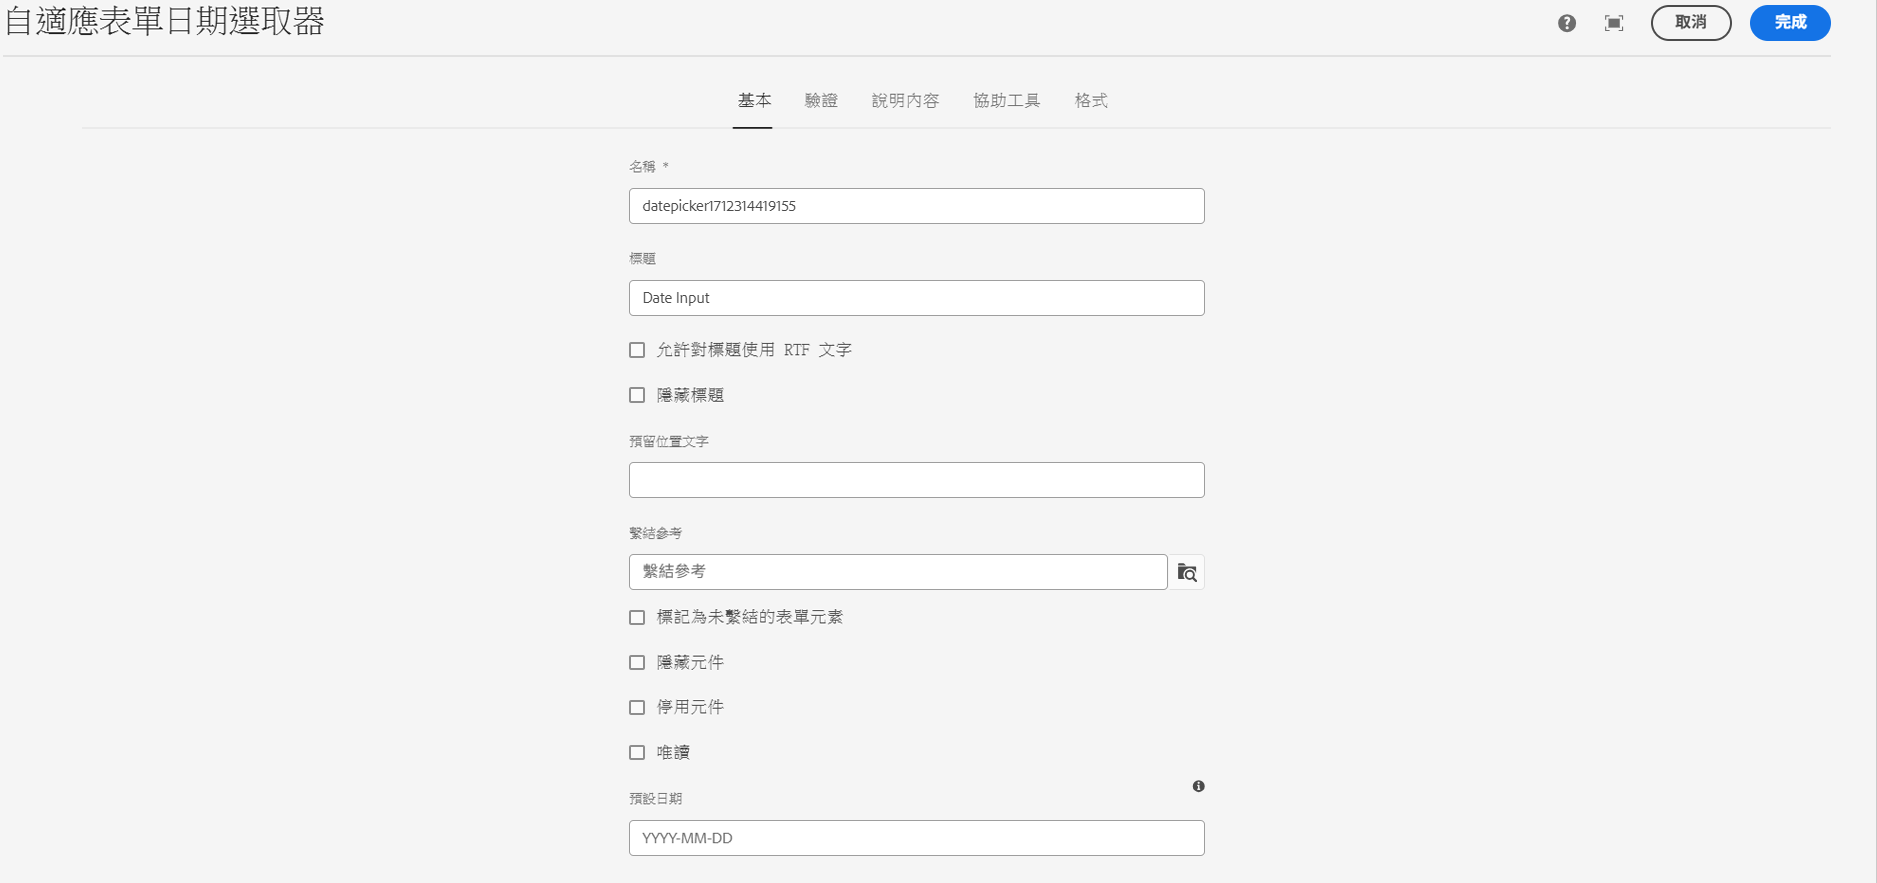 自適應表單日期選取器
取消
完成
基本 驗證 說明內容 協助工具 格式
名稱 *
datepicker1712314419155
標題
Date Input
允許對標題使用 RTF 文字
隱藏標題
預留位置文字
繫結參考
繫結參考
標記為未繫結的表單元素
隱藏元件
停用元件
唯讀
預設日期
YYYY-MM-DD